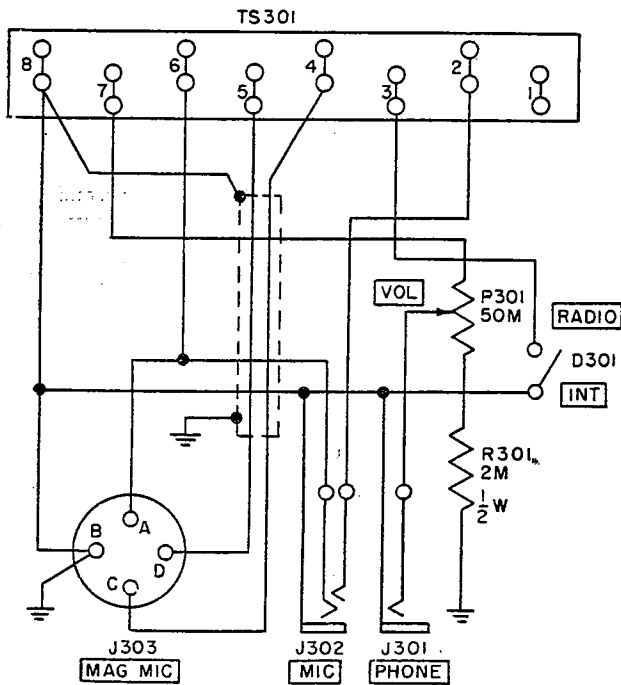 TS301
8
7
6
5
4
3
2
1
VOL
P301
50M
RADIO
D301
INT
R301
2M
1/2 W
A
B
D
C
J303
MAG MIC
J302
MIC
J301
PHONE